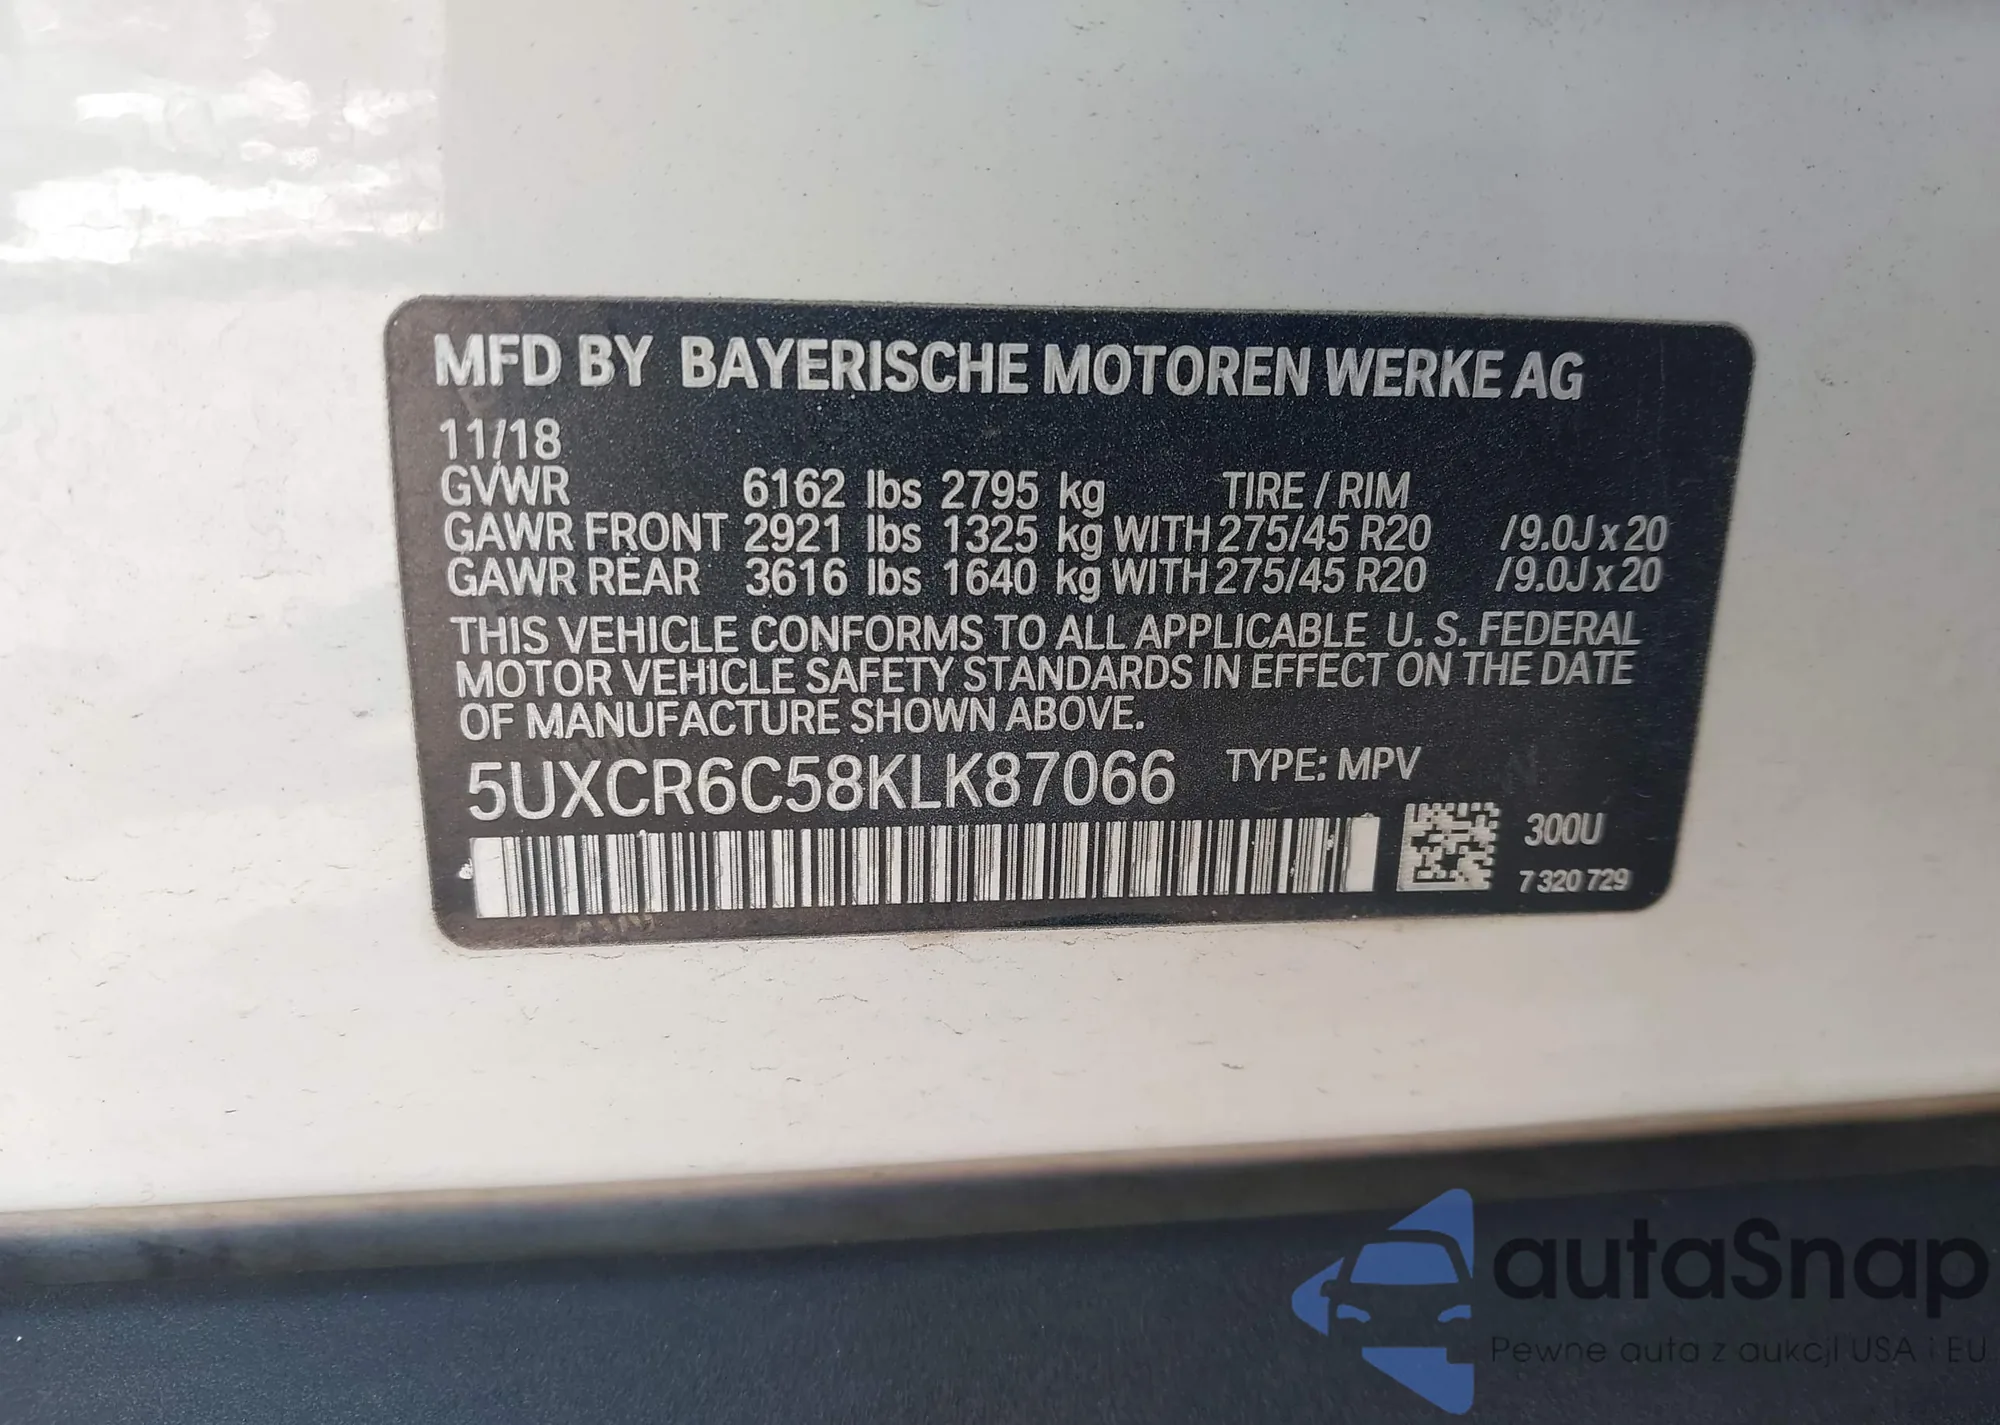 MFD BY BAYERISCHE MOTOREN WERKE AG
11/18
GVWR 6162 lbs 2795 kg TIRE / RIM
GAWR FRONT 2921 lbs 1325 kg WITH 275/45 R20 /9.0J x 20
GAWR REAR 3616 lbs 1640 kg WITH 275/45 R20 /9.0J x 20
THIS VEHICLE CONFORMS TO ALL APPLICABLE U. S. FEDERAL
MOTOR VEHICLE SAFETY STANDARDS IN EFFECT ON THE DATE
OF MANUFACTURE SHOWN ABOVE.
5UXCR6C58KLK87066 TYPE: MPV
300U
7 320 729
autaSnap
Pewne auta z aukcji USA i EU